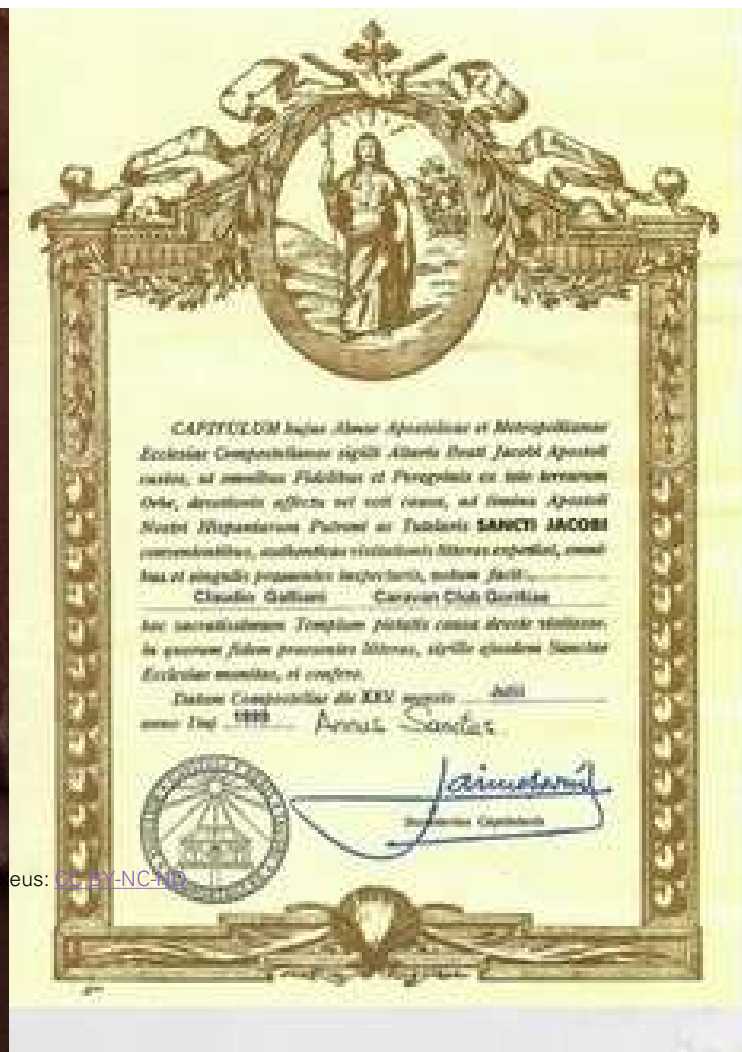 CAPITULUM hujus Almae Apostolicae et Metropolitanae
Ecclesiae Compostellanae sigilli Altaris Beati Jacobi Apostoli
custos, ut omnibus Fidelibus et Peregrinis ex toto terrarum
Orbe, devotionis affectu vel voti causa, ad limina Apostoli
Nostri Hispaniarum Patroni ac Tutelaris SANCTI JACOBI
convenientibus, authenticas visitationis litteras expediat, omni-
bus et singulis praesentes inspecturis, notum facit:
Claudio Galliani Caravan Club Goritiae
hoc sacratissimum Templum pietatis causa devote visitasse.
In quorum fidem praesentes litteras, sigillo ejusdem Sanctae
Ecclesiae munitas, ei confero.
Datum Compostellae die XXV mensis Julii
anno Dni 1999 Annus Sanctus
Capitularis
eus: CC BY-NC-ND